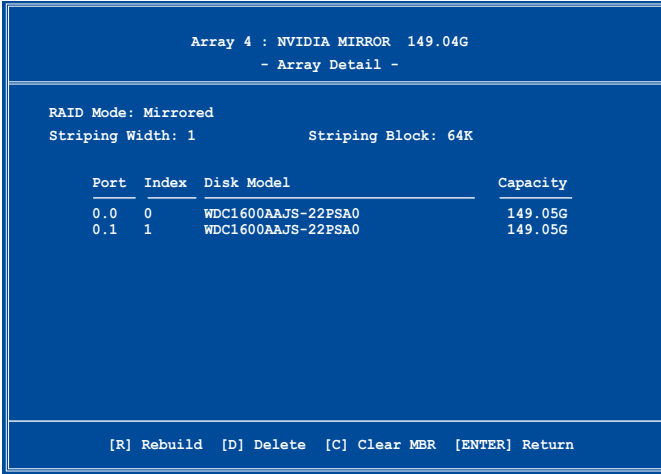 Array 4 : NVIDIA MIRROR 149.04G
- Array Detail -
RAID Mode: Mirrored
Striping Width: 1 Striping Block: 64K
Port Index Disk Model Capacity
0.0 0 WDC1600AAJS-22PSA0 149.05G
0.1 1 WDC1600AAJS-22PSA0 149.05G
[R] Rebuild [D] Delete [C] Clear MBR [ENTER] Return